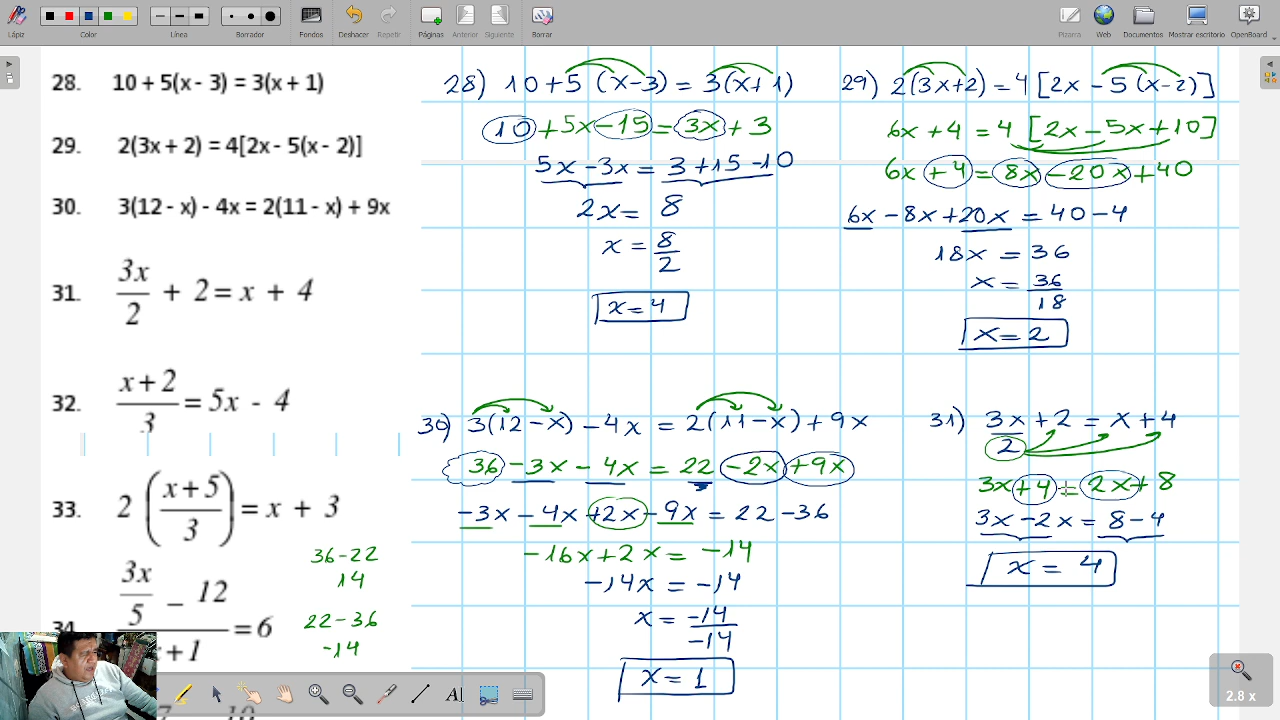 Lápiz Color Línea Borrador Fondos Deshacer Repetir Páginas Anterior Siguiente Borrar Pizarra Web Documentos Mostrar escritorio OpenBoard
28. 10 + 5(x - 3) = 3(x + 1)
29. 2(3x + 2) = 4[2x - 5(x - 2)]
30. 3(12 - x) - 4x = 2(11 - x) + 9x
31. 3x/2 + 2 = x + 4
32. x+2/3 = 5x - 4
33. 2 (x+5/3) = x + 3
3x/5 - 12
+1 = 6
36-22
14
22-36
-14
28) 10+5 (x-3) = 3(x+1)
10+5x-15=3x+3
5x-3x = 3+15-10
2x= 8
x = 8/2
x=4
29) 2(3x+2)=4[2x-5(x-2)]
6x+4=4 [2x-5x+10]
6x+4=8x-20x+40
6x-8x+20x=40-4
18x = 36
x= 36/18
x=2
30) 3(12-x)-4x = 2(11-x)+9x
36-3x-4x=22-2x+9x
-3x-4x+2x-9x=22-36
-16x+2x=-14
-14x=-14
x= -14/-14
x=1
31) 3x/2+2=x+4
3x+4=2x+8
3x-2x=8-4
x= 4
2.8 x